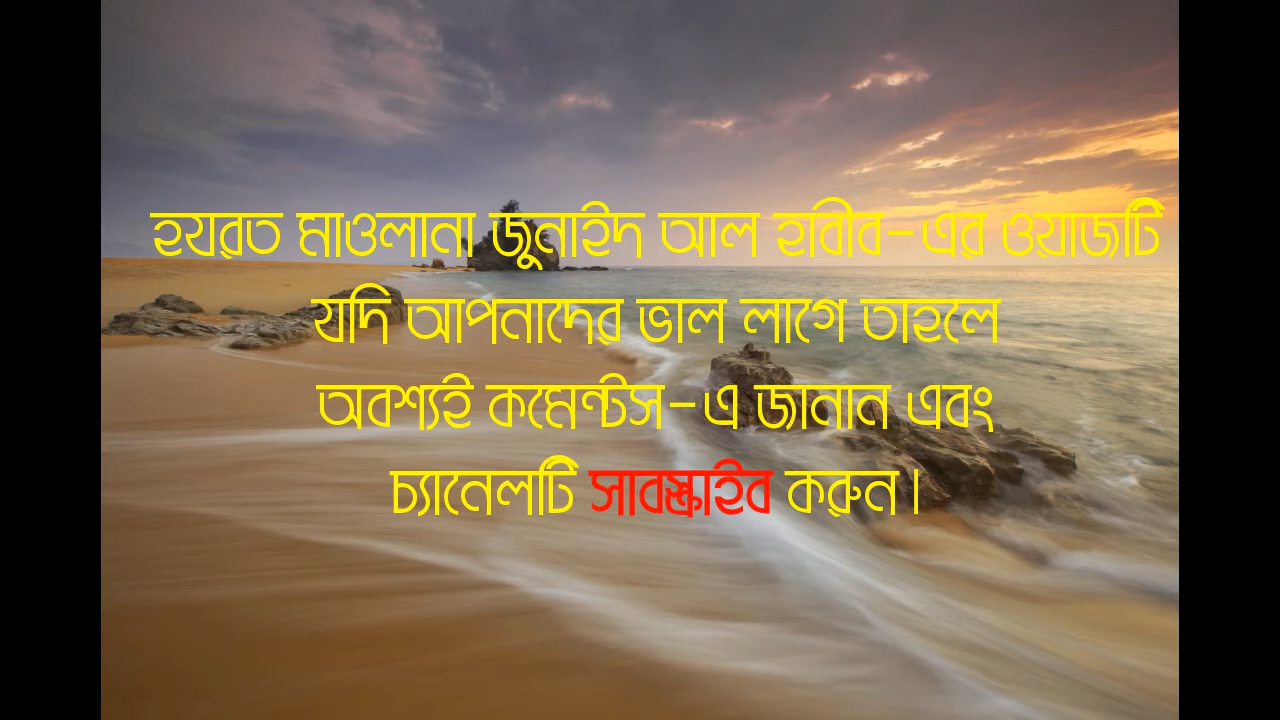 হযরত মাওলানা জুনাইদ আল হাবীব-এর ওয়াজটি
যদি আপনাদের ভাল লাগে তাহলে
অবশ্যই কমেন্টস-এ জানান এবং
চ্যানেলটি সাবস্ক্রাইব করুন।